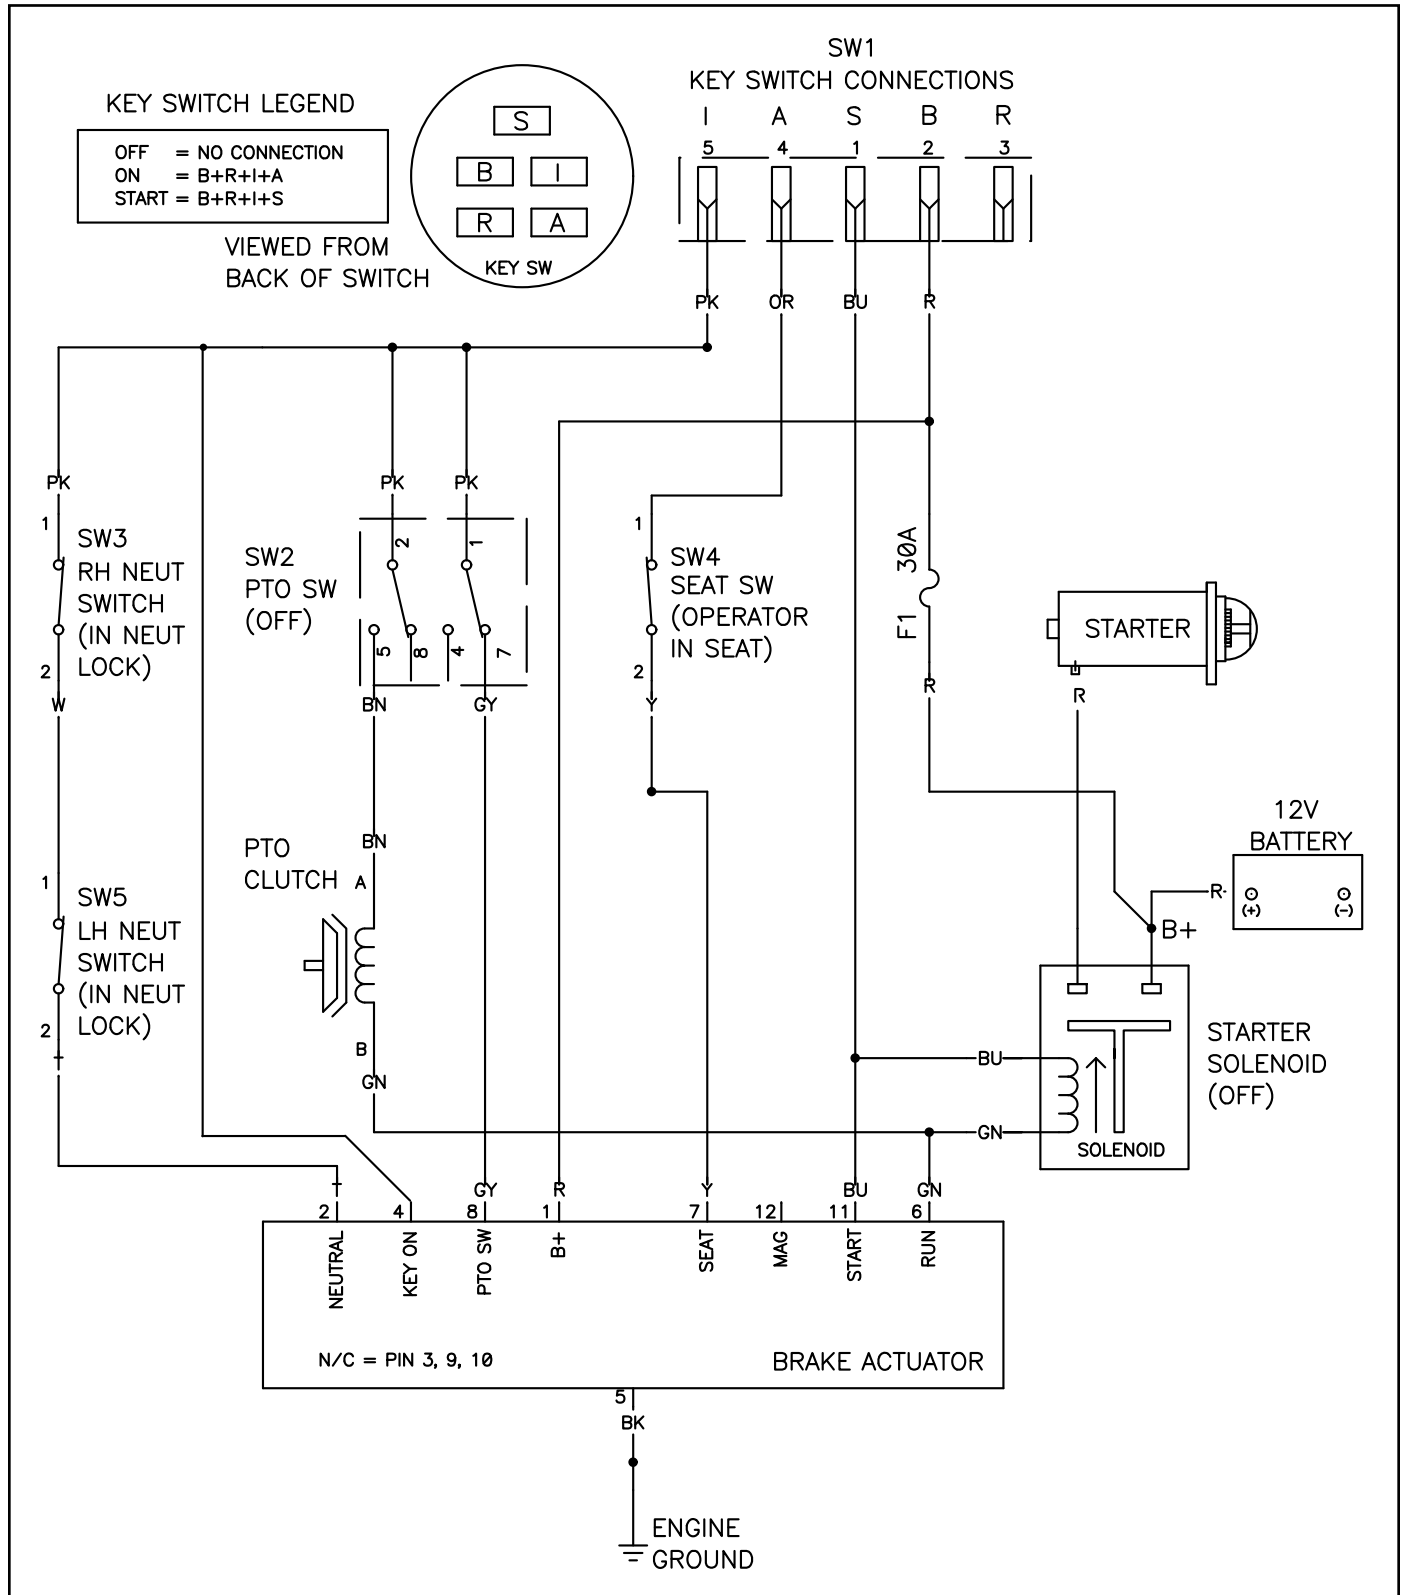 SW1
KEY SWITCH CONNECTIONS
I A S B R
5 4 1 2 3
KEY SWITCH LEGEND
OFF = NO CONNECTION
ON = B+R+I+A
START = B+R+I+S
VIEWED FROM
BACK OF SWITCH
S
B I
R A
KEY SW
PK OR BU R
PK
PK
PK
1
SW3
RH NEUT
SWITCH
(IN NEUT
LOCK)
2
W
SW2
PTO SW
(OFF)
2
1
5
8
4
7
BN
GY
1
SW4
SEAT SW
(OPERATOR
IN SEAT)
2
Y
F1 30A
R
STARTER
R
12V
BATTERY
R
(+)
(-)
B+
PTO
CLUTCH
BN
A
B
GN
1
SW5
LH NEUT
SWITCH
(IN NEUT
LOCK)
2
T
STARTER
SOLENOID
(OFF)
BU
GN
SOLENOID
T GY R Y BU GN
2 4 8 1 7 12 11 6
NEUTRAL
KEY ON
PTO SW
B+
SEAT
MAG
START
RUN
N/C = PIN 3, 9, 10
BRAKE ACTUATOR
5
BK
ENGINE
GROUND